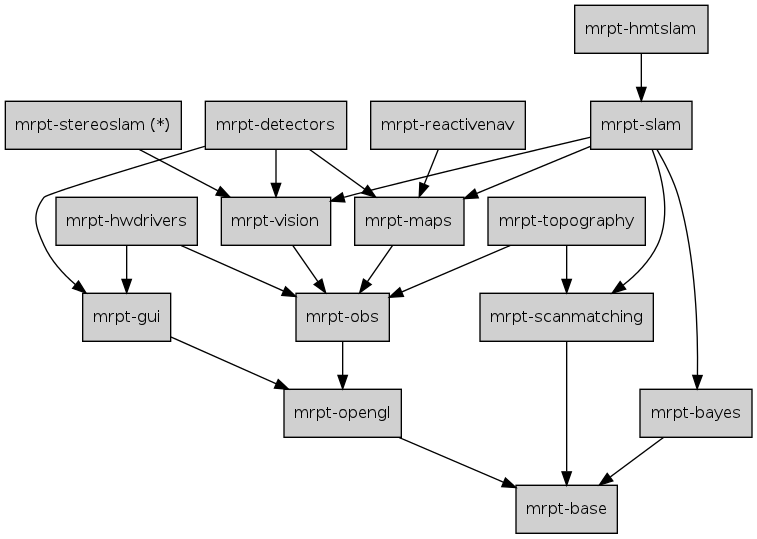 mrpt-hmtslam
mrpt-stereoslam (*)
mrpt-detectors
mrpt-reactivenav
mrpt-slam
mrpt-hwdrivers
mrpt-vision
mrpt-maps
mrpt-topography
mrpt-gui
mrpt-obs
mrpt-scanmatching
mrpt-opengl
mrpt-bayes
mrpt-base